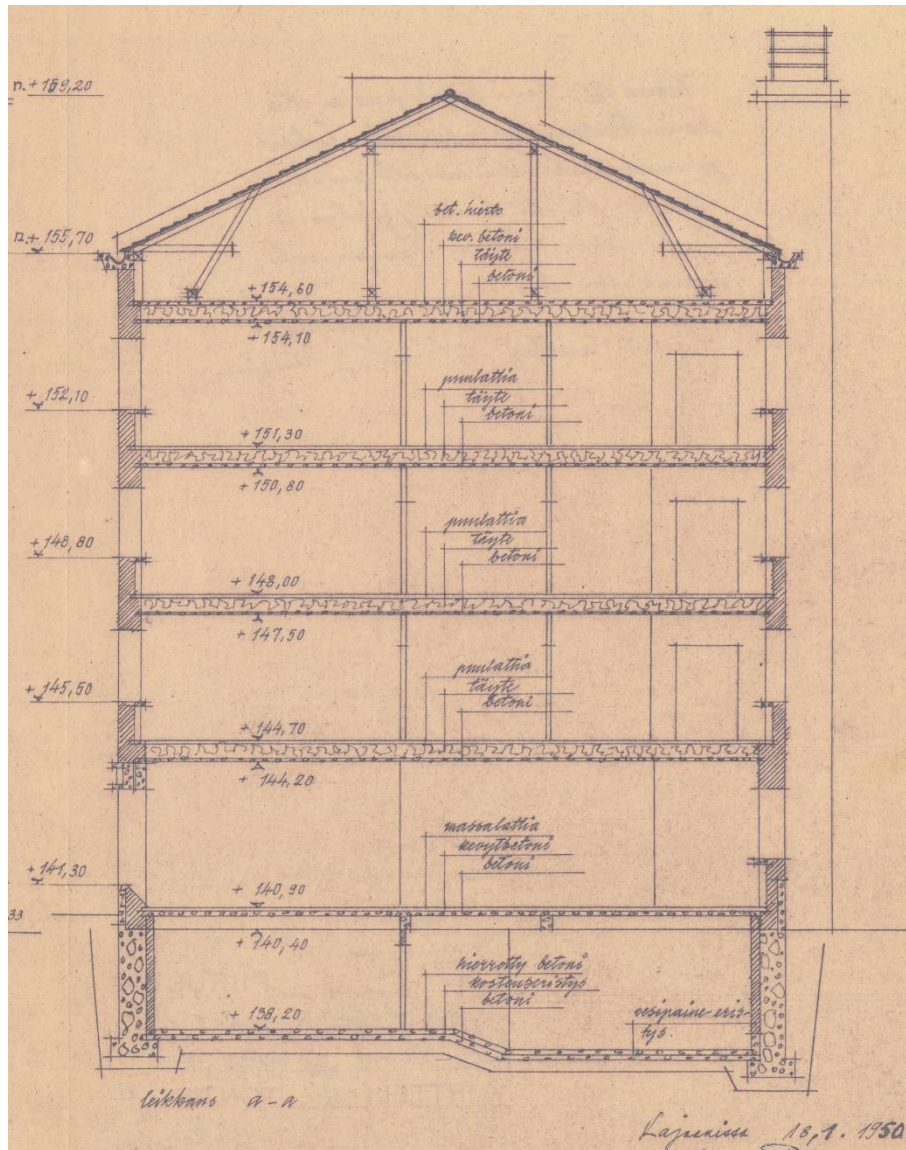 n.+159,20
n.+155,70
bet. hierto
kev. betoni
täyte
betoni
+154,60
+154,10
+152,10
puulattia
täyte
betoni
+151,30
+150,80
+148,80
puulattia
täyte
betoni
+148,00
+147,50
+145,50
puulattia
täyte
betoni
+144,70
+144,20
+141,30
massalattia
kevytbetoni
betoni
+140,90
33
+140,40
hierretty betoni
kosteuseristys
betoni
+138,20
vesipaine-eris-
tys.
leikkaus a-a
Kajaanissa 18.1.1950